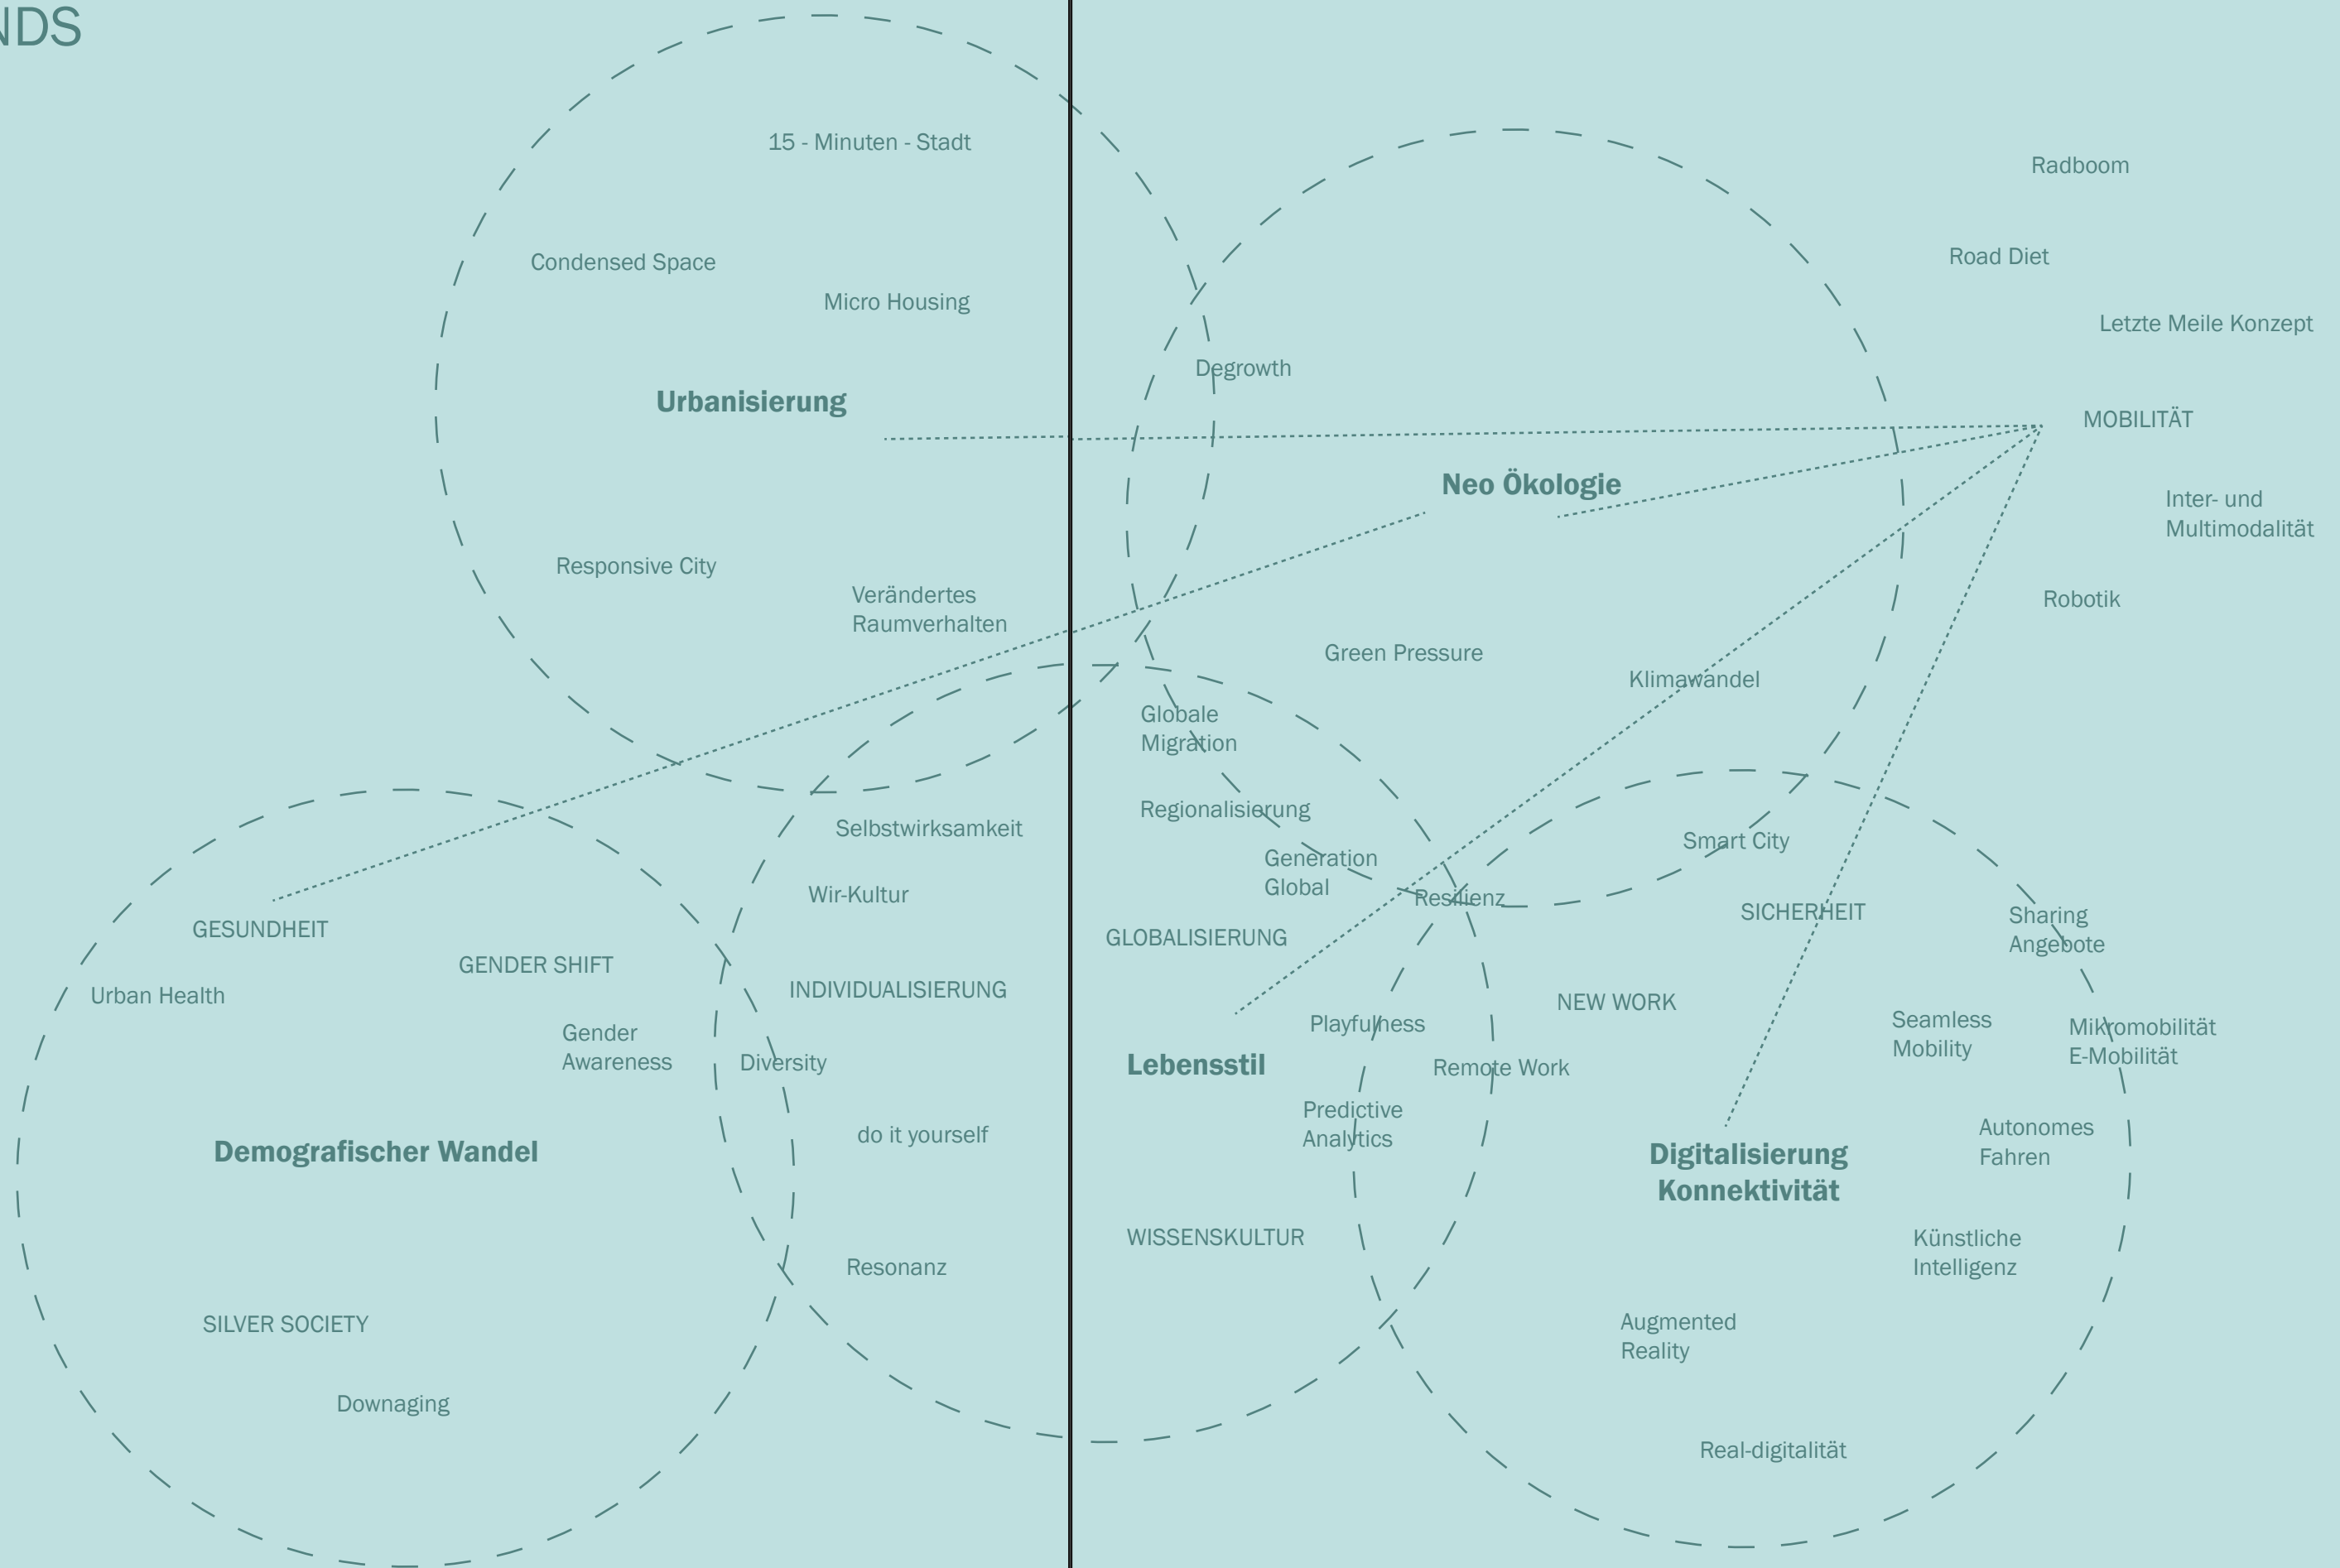 NDS
15 - Minuten - Stadt
Condensed Space
Micro Housing
Urbanisierung
Responsive City
Verändertes
Raumverhalten
Degrowth
Neo Ökologie
Green Pressure
Klimawandel
Radboom
Road Diet
Letzte Meile Konzept
MOBILITÄT
Inter- und
Multimodalität
Robotik
Globale
Migration
Regionalisierung
Generation
Global
Resilienz
GLOBALISIERUNG
Selbstwirksamkeit
Wir-Kultur
INDIVIDUALISIERUNG
Diversity
do it yourself
Resonanz
Playfulness
Lebensstil
Remote Work
Predictive
Analytics
WISSENSKULTUR
GESUNDHEIT
GENDER SHIFT
Urban Health
Gender
Awareness
Demografischer Wandel
SILVER SOCIETY
Downaging
Smart City
SICHERHEIT
Sharing
Angebote
NEW WORK
Seamless
Mobility
Mikromobilität
E-Mobilität
Autonomes
Fahren
Digitalisierung
Konnektivität
Künstliche
Intelligenz
Augmented
Reality
Real-digitalität